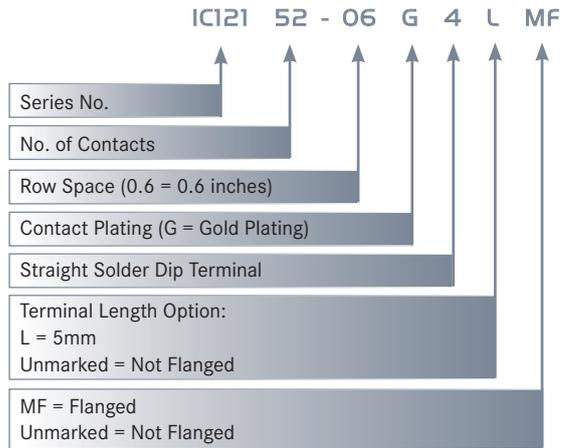 IC121 52 - 06 G 4 L MF
Series No.
No. of Contacts
Row Space (0.6 = 0.6 inches)
Contact Plating (G = Gold Plating)
Straight Solder Dip Terminal
Terminal Length Option:
L = 5mm
Unmarked = Not Flanged
MF = Flanged
Unmarked = Not Flanged